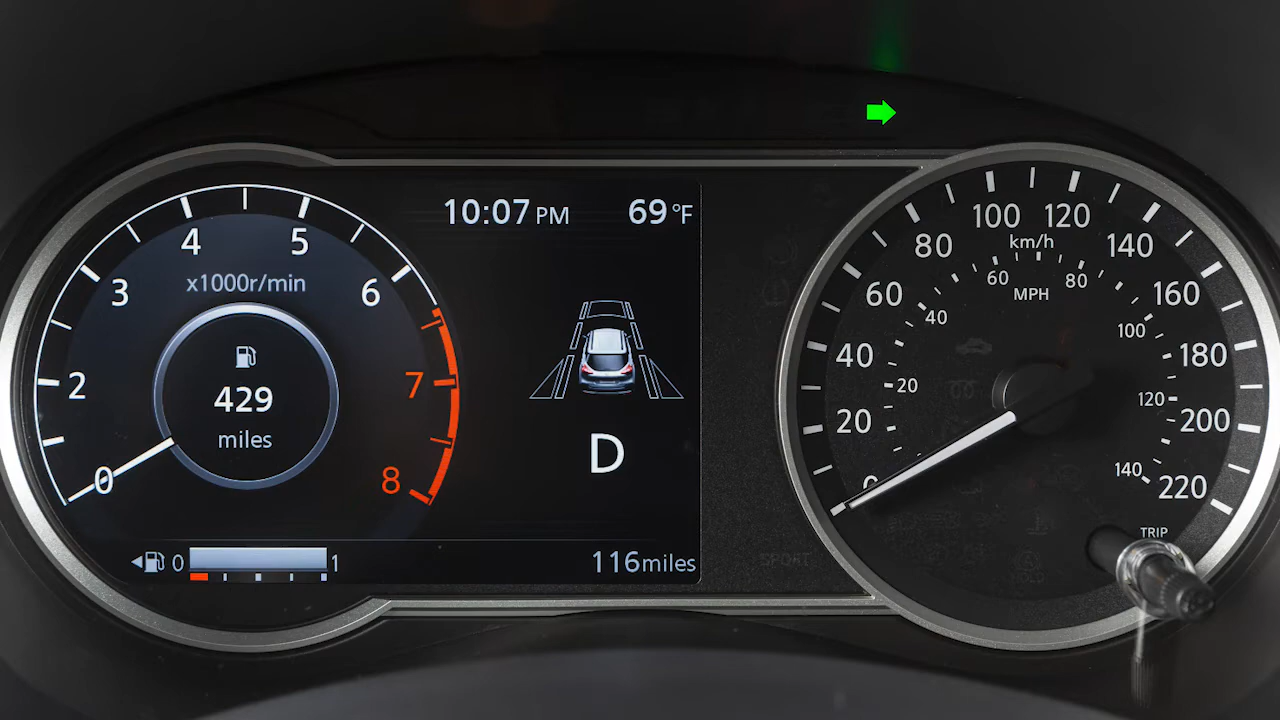 10:07 PM 69°F
4 5
x1000r/min
3 6
429
miles
2 7
0 8
D
0 1
116miles
100 120
80 km/h 140
60 80
MPH
60 160
40 100
40 180
20 120
20 200
0 140 220
TRIP
SPORT